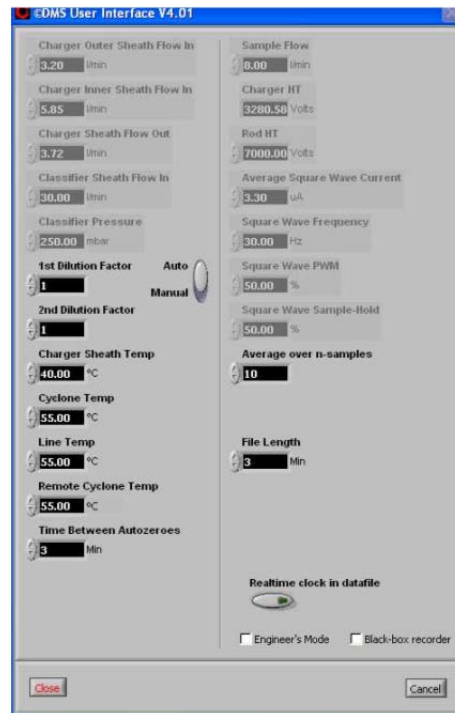 cDMS User Interface V4.01
Charger Outer Sheath Flow In
3.20 l/min
Charger Inner Sheath Flow In
5.85 l/min
Charger Sheath Flow Out
3.72 l/min
Classifier Sheath Flow In
30.00 l/min
Classifier Pressure
250.00 mbar
1st Dilution Factor
1
Auto
Manual
2nd Dilution Factor
1
Charger Sheath Temp
40.00 ºC
Cyclone Temp
55.00 ºC
Line Temp
55.00 ºC
Remote Cyclone Temp
55.00 ºC
Time Between Autozeroes
3 Min
Sample Flow
8.00 l/min
Charger HT
3280.58 Volts
Rod HT
7000.00 Volts
Average Square Wave Current
3.30 uA
Square Wave Frequency
30.00 Hz
Square Wave PWM
50.00 %
Square Wave Sample-Hold
50.00 %
Average over n-samples
10
File Length
3 Min
Realtime clock in datafile
Engineer's Mode
Black-box recorder
Close
Cancel